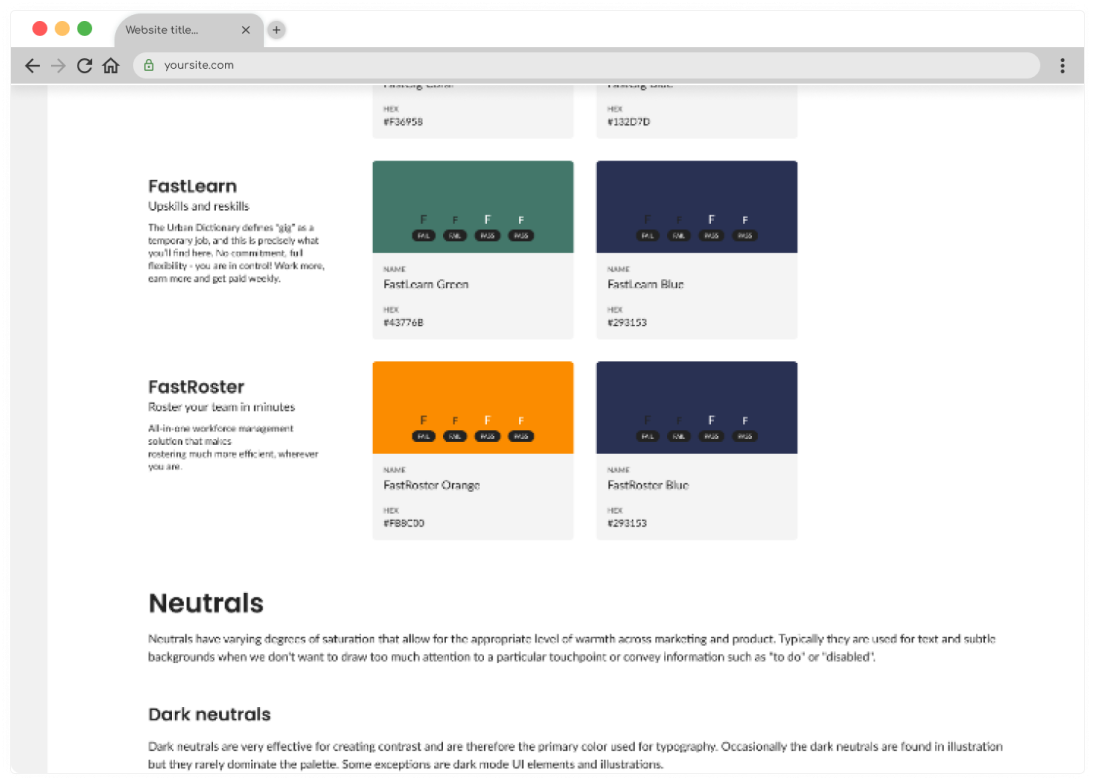 Website title...
yoursite.com
HEX
#F36958
HEX
#132D7D
FastLearn
Upskills and reskills
The Urban Dictionary defines "gig" as a
temporary job, and this is precisely what
you'll find here. No commitment, full
flexibility - you are in control! Work more,
earn more and get paid weekly.
F F F F
FAIL FAIL PASS PASS
NAME
FastLearn Green
HEX
#43776B
F F F F
FAIL FAIL PASS PASS
NAME
FastLearn Blue
HEX
#293153
FastRoster
Roster your team in minutes
All-in-one workforce management
solution that makes
rostering much more efficient, wherever
you are.
F F F F
FAIL FAIL PASS PASS
NAME
FastRoster Orange
HEX
#FB8C00
F F F F
FAIL FAIL PASS PASS
NAME
FastRoster Blue
HEX
#293153
Neutrals
Neutrals have varying degrees of saturation that allow for the appropriate level of warmth across marketing and product. Typically they are used for text and subtle
backgrounds when we don't want to draw too much attention to a particular touchpoint or convey information such as "to do" or "disabled".
Dark neutrals
Dark neutrals are very effective for creating contrast and are therefore the primary color used for typography. Occasionally the dark neutrals are found in illustration
but they rarely dominate the palette. Some exceptions are dark mode UI elements and illustrations.